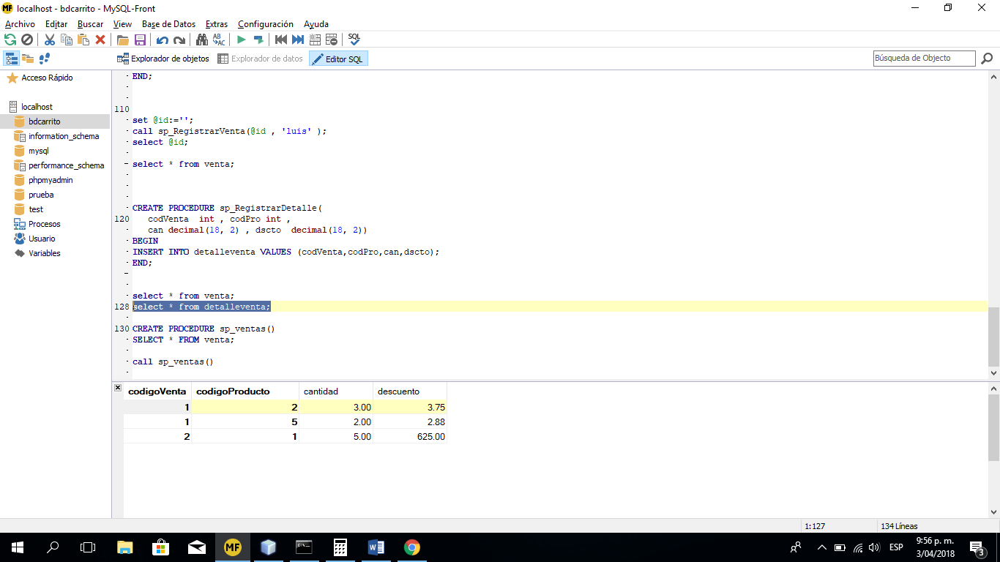 localhost - bdcarrito - MySQL-Front
Archivo Editar Buscar View Base de Datos Extras Configuración Ayuda
SQL
Explorador de objetos Explorador de datos Editor SQL Búsqueda de Objecto
Acceso Rápido
localhost
bdcarrito
information_schema
mysql
performance_schema
phpmyadmin
prueba
test
Procesos
Usuario
Variables
END;
110
set @id:='';
call sp_RegistrarVenta(@id , 'luis' );
select @id;
select * from venta;
CREATE PROCEDURE sp_RegistrarDetalle(
120 codVenta int , codPro int ,
can decimal(18, 2) , dscto decimal(18, 2))
BEGIN
INSERT INTO detalleventa VALUES (codVenta,codPro,can,dscto);
END;
select * from venta;
128 select * from detalleventa;
130 CREATE PROCEDURE sp_ventas()
SELECT * FROM venta;
call sp_ventas()
codigoVenta codigoProducto cantidad descuento
1 2 3.00 3.75
1 5 2.00 2.88
2 1 5.00 625.00
1:127 134 Líneas
MF
ESP
9:56 p. m.
3/04/2018
3